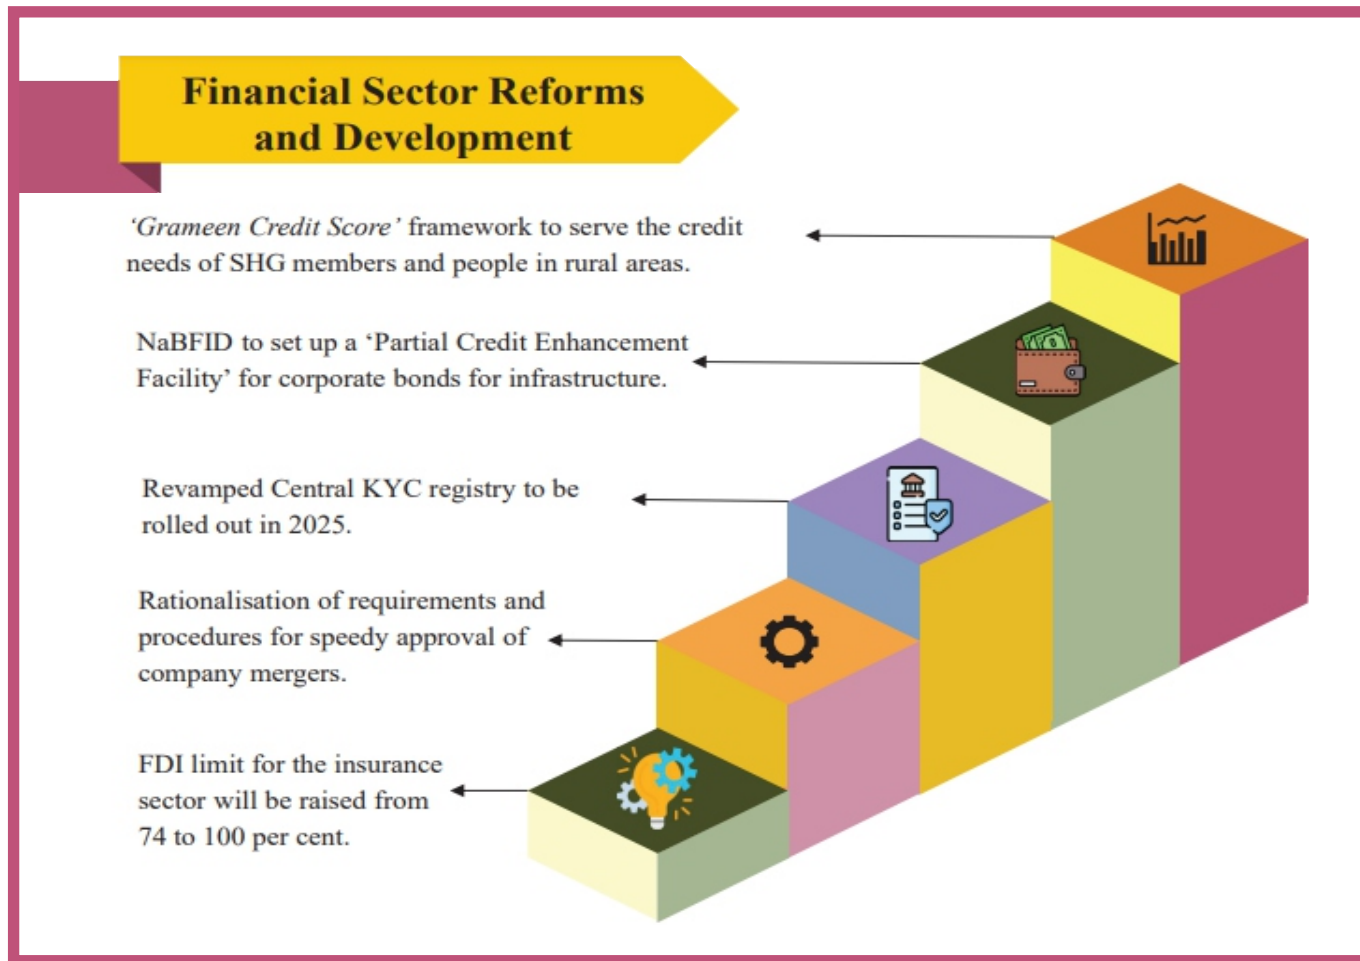 Financial Sector Reforms
and Development
‘Grameen Credit Score’ framework to serve the credit
needs of SHG members and people in rural areas.
NaBFID to set up a ‘Partial Credit Enhancement
Facility’ for corporate bonds for infrastructure.
Revamped Central KYC registry to be
rolled out in 2025.
Rationalisation of requirements and
procedures for speedy approval of
company mergers.
FDI limit for the insurance
sector will be raised from
74 to 100 per cent.